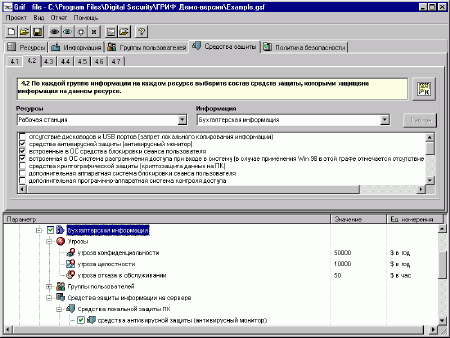 Grif file - C:\Program Files\Digital Security\ГРИФ Демо-версия\Example.gsf
Проект Вид Отчет Помощь
Ресурсы Информация Группы пользователей Средства защиты Политика безопасности
4.1 4.2 4.3 4.4 4.5 4.6 4.7
4.2 По каждой группе информации на каждом ресурсе выберите состав средств защиты, которыми защищена
информация на данном ресурсе.
Ресурсы Информация
Рабочая станция Бухгалтерская информация
отсутствие дисководов и USB портов (запрет локального копирования информации)
средства антивирусной защиты (антивирусный монитор)
встроенные в ОС средства блокировки сеанса пользователя
встроенная в ОС система разграничения доступа при входе в систему (в случае применения Win 98 в этой графе отмечается отсутствие
средства криптографической защиты (криптозащита данных на ПК)
дополнительная аппаратная система блокировки сеанса пользователя
дополнительная программно-аппаратная система контроля доступа
Параметр Значение Ед. измерения
Бухгалтерская информация
Угрозы
угроза конфиденциальности 50000 $ в год
угроза целостности 10000 $ в год
угроза отказа в обслуживании 50 $ в час
Группы пользователей
Средства защиты информации на сервере
Средства локальной защиты ПК
средства антивирусной защиты (антивирусный монитор)